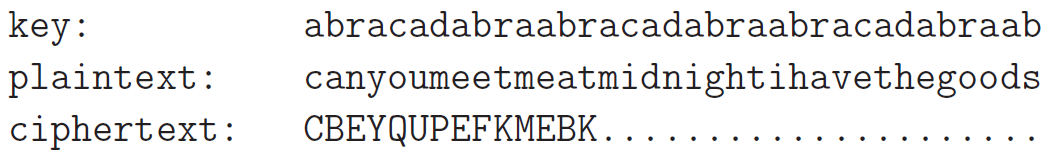 key: abracadabraabracadabraabracadabraab
plaintext: canyoumeetmeatmidnightihavethegoods
ciphertext: CBEYQUPEFKMEBK.....................